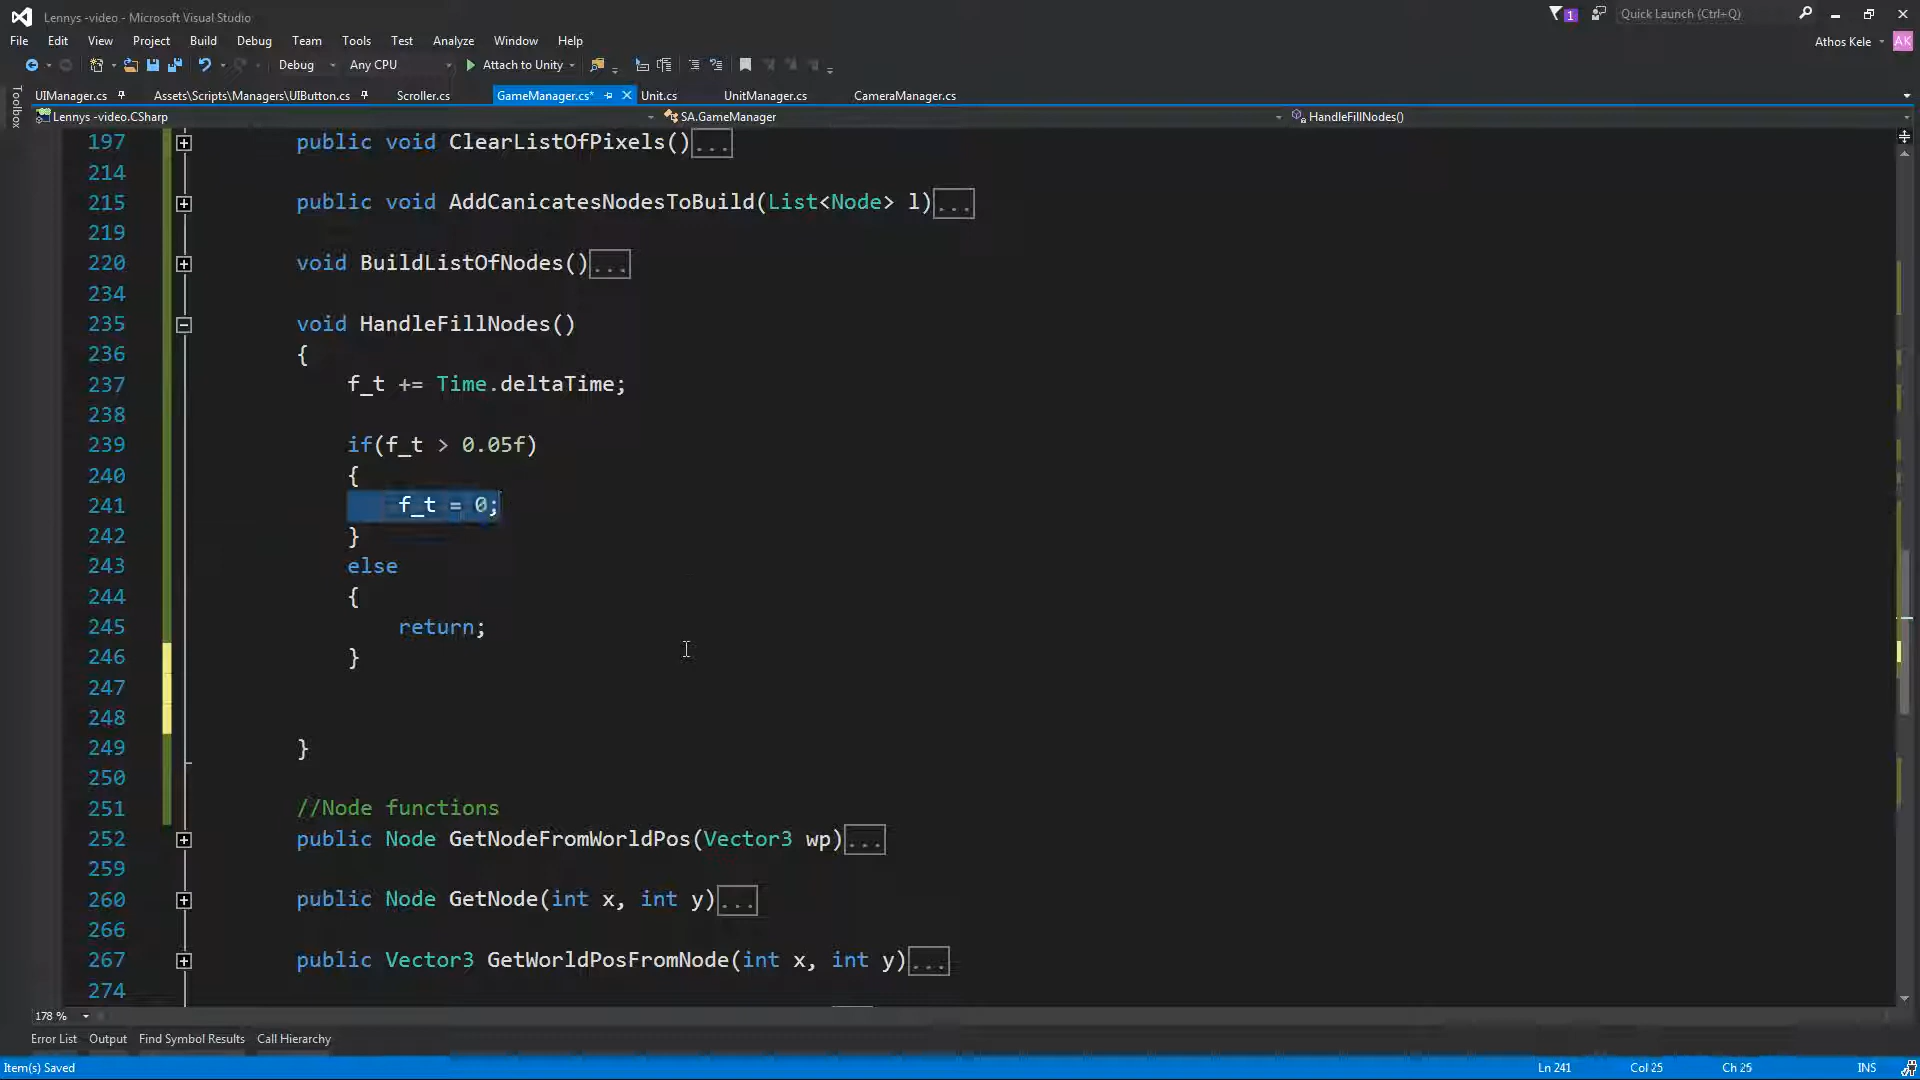 Lennys -video - Microsoft Visual Studio
1
Quick Launch (Ctrl+Q)
File Edit View Project Build Debug Team Tools Test Analyze Window Help
Athos Kele AK
Debug Any CPU Attach to Unity
Toolbox
UIManager.cs Assets\Scripts\Managers\UIButton.cs Scroller.cs GameManager.cs* Unit.cs UnitManager.cs CameraManager.cs
Lennys -video.CSharp SA.GameManager HandleFillNodes()
197 public void ClearListOfPixels()...
214
215 public void AddCanicatesNodesToBuild(List<Node> l)...
219
220 void BuildListOfNodes()...
234
235 void HandleFillNodes()
236 {
237 f_t += Time.deltaTime;
238
239 if(f_t > 0.05f)
240 {
241 f_t = 0;
242 }
243 else
244 {
245 return;
246 }
247
248
249 }
250
251 //Node functions
252 public Node GetNodeFromWorldPos(Vector3 wp)...
259
260 public Node GetNode(int x, int y)...
266
267 public Vector3 GetWorldPosFromNode(int x, int y)...
274
178 %
Error List Output Find Symbol Results Call Hierarchy
Item(s) Saved Ln 241 Col 25 Ch 25 INS